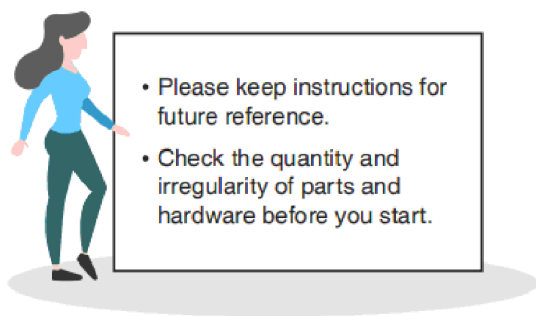 • Please keep instructions for
future reference.
• Check the quantity and
irregularity of parts and
hardware before you start.